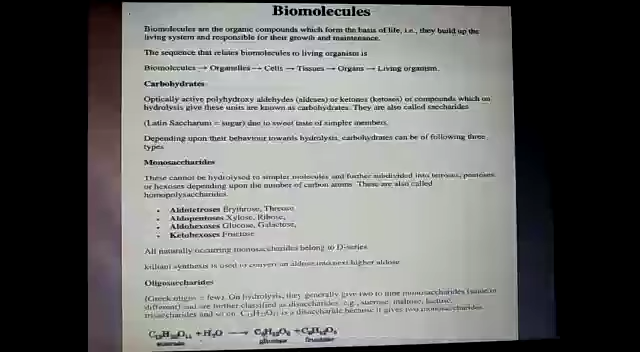 Biomolecules
Biomolecules are the organic compounds which form the basis of life, i.e., they build up the
living system and responsible for their growth and maintenance.
The sequence that relates biomolecules to living organism is
Biomolecules → Organelles → Cells → Tissues → Organs → Living organism.
Carbohydrates
Optically active polyhydroxy aldehydes (aldoses) or ketones (ketoses) or compounds which on
hydrolysis give these units are known as carbohydrates. They are also called saccharides
(Latin Saccharum = sugar) due to sweet taste of simpler members.
Depending upon their behaviour towards hydrolysis, carbohydrates can be of following three
types
Monosaccharides
These cannot be hydrolysed to simpler molecules and further subdivided into tetroses, pentoses
or hexoses depending upon the number of carbon atoms. These are also called
homopolysaccharides.
• Aldotetroses Erythrose, Threose,
• Aldopentoses Xylose, Ribose,
• Aldohexoses Glucose, Galactose,
• Ketohexoses Fructose
All naturally occurring monosaccharides belong to D-series.
killiani synthesis is used to convert an aldose into next higher aldose.
Oligosaccharides
(Greek oligos = few). On hydrolysis, they generally give two to nine monosaccharides (same or
different) and are further classified as disaccharides, e.g., sucrose, maltose, lactose,
trisaccharides and so on. C₁₂H₂₂O₁₁ is a disaccharide because it gives two monosaccharides.
C₁₂H₂₂O₁₁ + H₂O → C₆H₁₂O₆ + C₆H₁₂O₆
sucrose glucose fructose